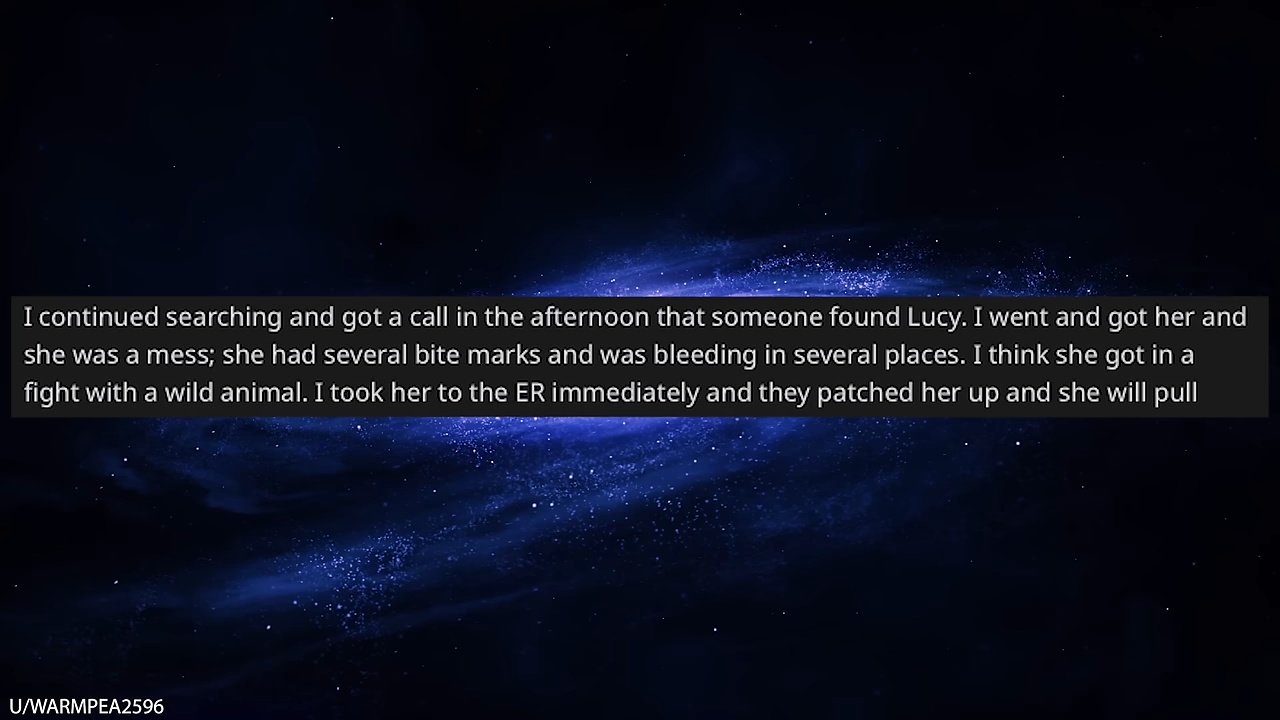 I continued searching and got a call in the afternoon that someone found Lucy. I went and got her and
she was a mess; she had several bite marks and was bleeding in several places. I think she got in a
fight with a wild animal. I took her to the ER immediately and they patched her up and she will pull
U/WARMPEA2596